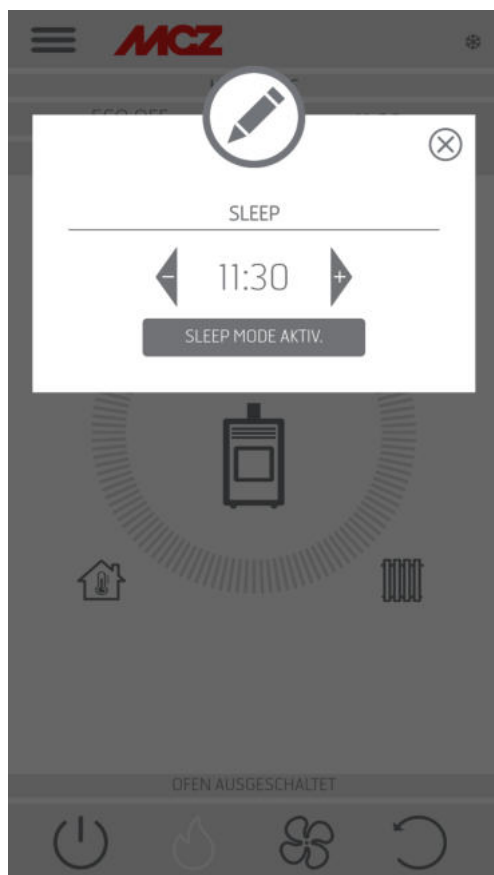 MCZ
SLEEP
- 11:30 +
SLEEP MODE AKTIV.
OFEN AUSGESCHALTET